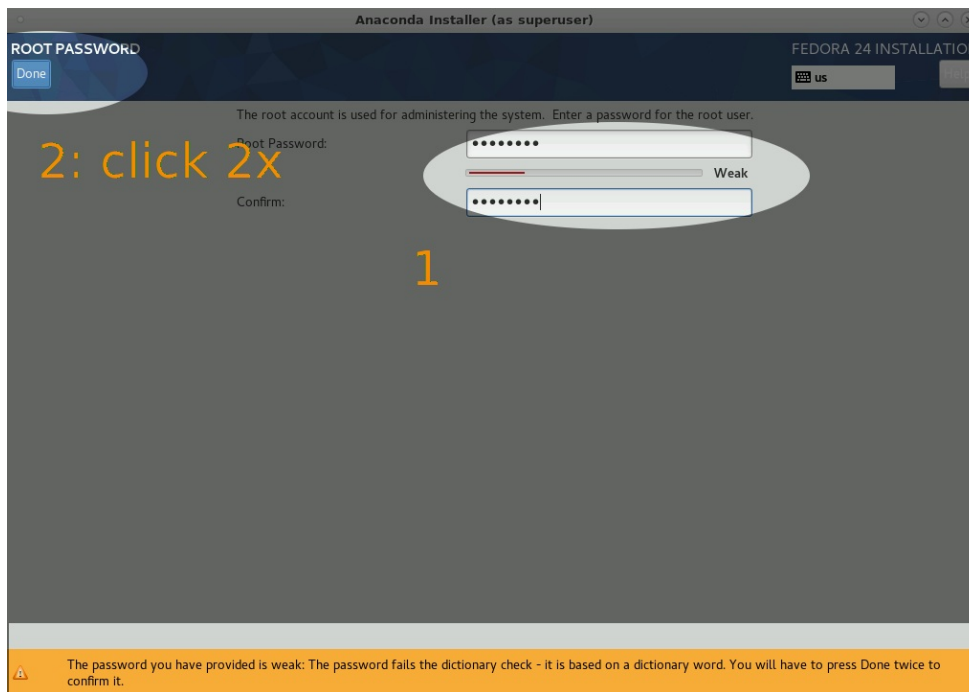 Anaconda Installer (as superuser)
ROOT PASSWORD
FEDORA 24 INSTALLATIO
Done
us
Help
The root account is used for administering the system. Enter a password for the root user.
Root Password:
••••••••
2: click 2x
Weak
Confirm:
••••••••
1
The password you have provided is weak: The password fails the dictionary check - it is based on a dictionary word. You will have to press Done twice to
confirm it.